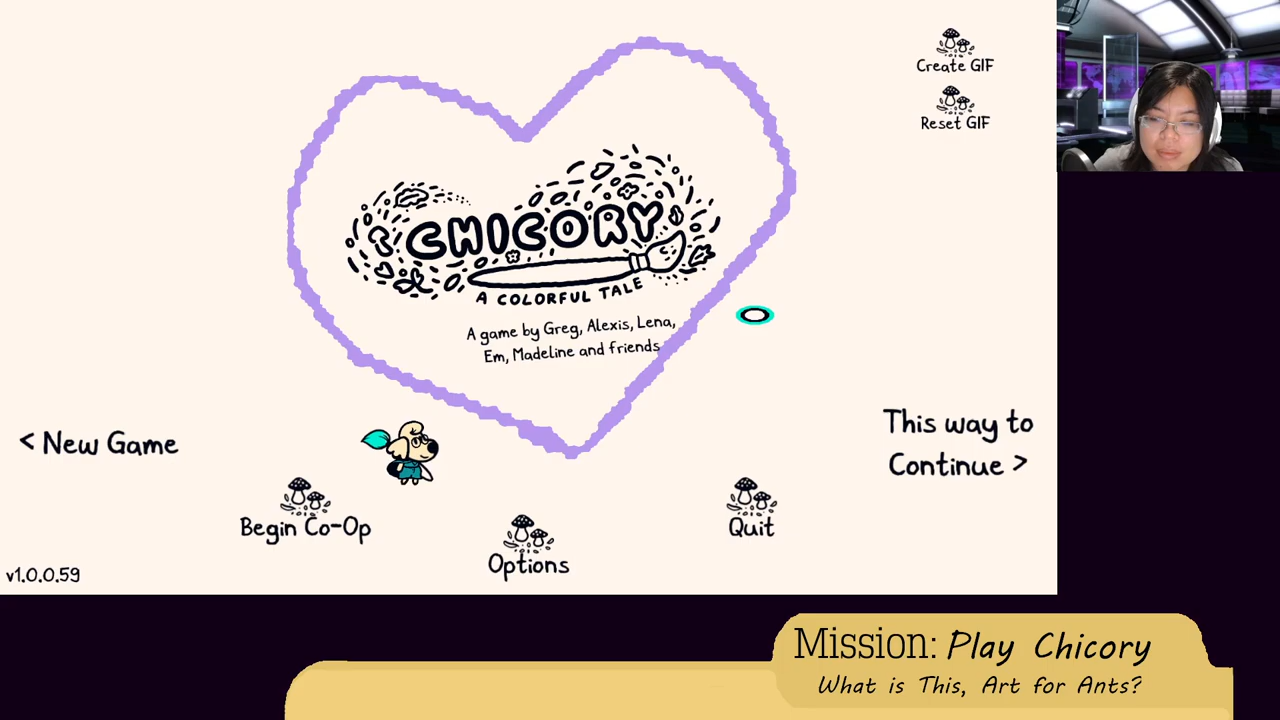 Create GIF
Reset GIF
CHICORY
A COLORFUL TALE
A game by Greg, Alexis, Lena,
Em, Madeline and friends
< New Game
This way to
Continue >
Begin Co-Op
Options
Quit
v1.0.0.59
Mission: Play Chicory
What is This, Art for Ants?